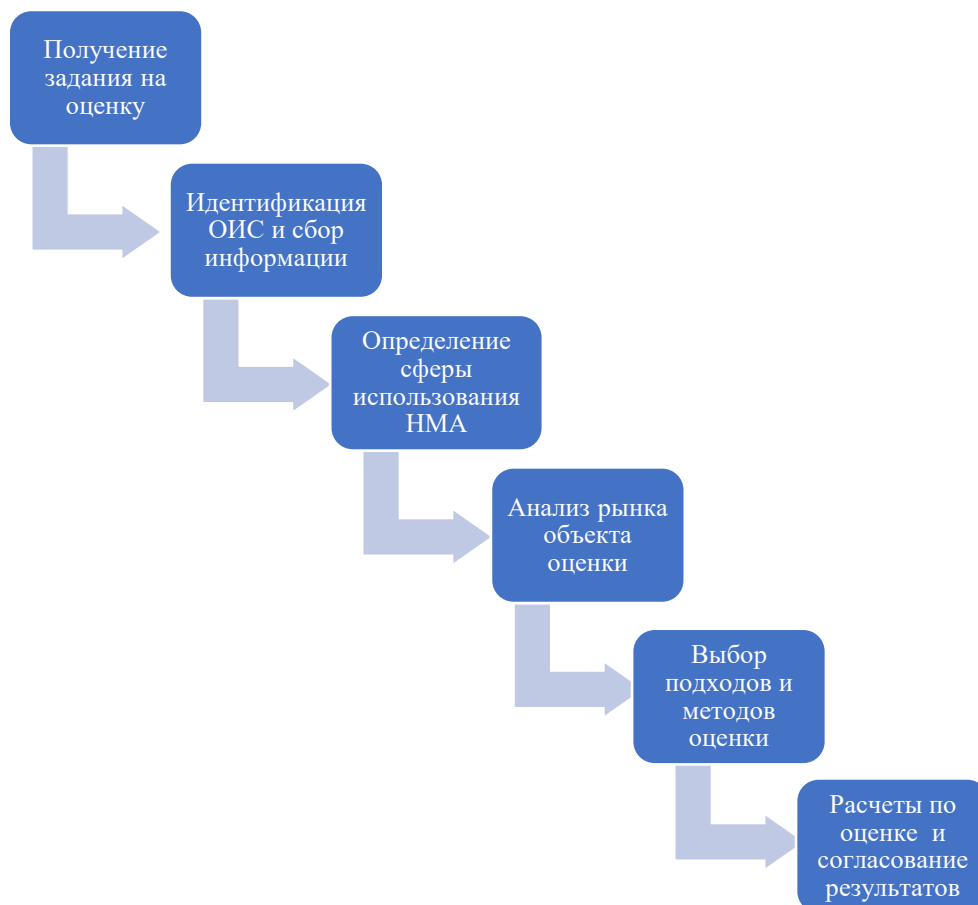 Получение
задания на
оценку
Идентификация
ОИС и сбор
информации
Определение
сферы
использования
НМА
Анализ рынка
объекта
оценки
Выбор
подходов и
методов
оценки
Расчеты по
оценке и
согласование
результатов